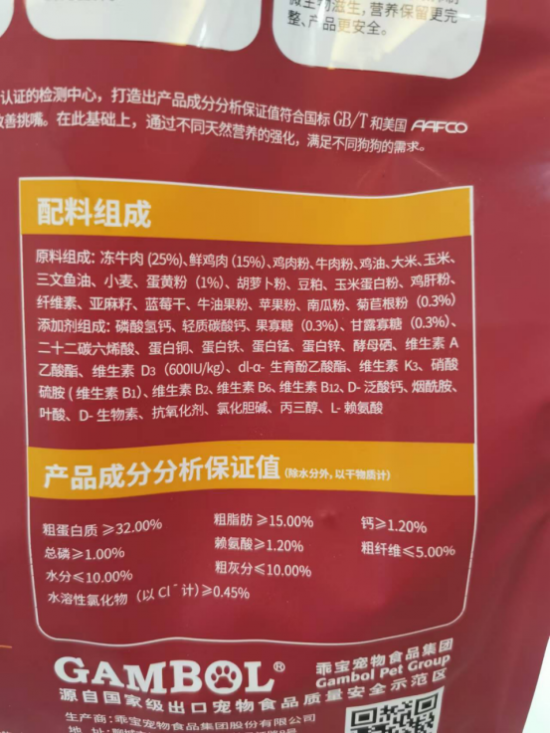 微生物滋生，营养保留更完
整、产品更安全。
认证的检测中心，打造出产品成分分析保证值符合国标 GB/T 和美国 AAFCO
改善挑嘴。在此基础上，通过不同天然营养的强化，满足不同狗狗的需求。
配料组成
原料组成：冻牛肉 (25%)、鲜鸡肉 (15%)、鸡肉粉、牛肉粉、鸡油、大米、玉米、
三文鱼油、小麦、蛋黄粉（1%）、胡萝卜粉、豆粕、玉米蛋白粉、鸡肝粉、
纤维素、亚麻籽、蓝莓干、牛油果粉、苹果粉、南瓜粉、菊苣根粉（0.3%）
添加剂组成：磷酸氢钙、轻质碳酸钙、果寡糖（0.3%）、甘露寡糖（0.3%）、
二十二碳六烯酸、蛋白铜、蛋白铁、蛋白锰、蛋白锌、酵母硒、维生素 A
乙酸酯、维生素 D3（600IU/kg）、dl-α- 生育酚乙酸酯、维生素 K3、硝酸
硫胺 ( 维生素 B1)、维生素 B2、维生素 B6、维生素 B12、D- 泛酸钙、烟酰胺、
叶酸、D- 生物素、抗氧化剂、氯化胆碱、丙三醇、L- 赖氨酸
产品成分分析保证值 (除水分外，以干物质计)
粗蛋白质 ≥32.00% 粗脂肪 ≥15.00% 钙≥1.20%
总磷≥1.00% 赖氨酸≥1.20% 粗纤维≤5.00%
水分≤10.00% 粗灰分≤10.00%
水溶性氯化物（以 Cl⁻ 计）≥0.45%
GAMBOL® 乖宝宠物食品集团
Gambol Pet Group
源自国家级出口宠物食品质量安全示范区
生产商：乖宝宠物食品集团股份有限公司
地 址：